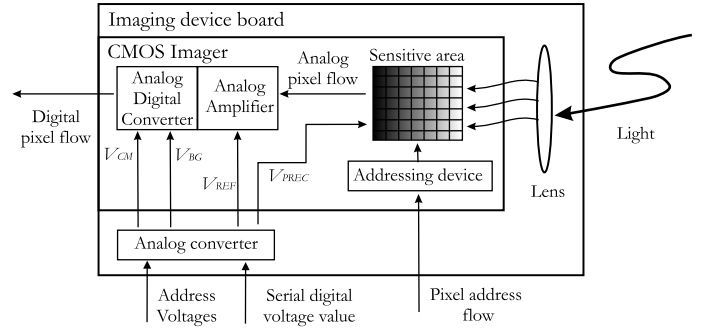 Imaging device board
CMOS Imager
Analog
Digital
Converter
Analog
Amplifier
Analog
pixel flow
Sensitive area
Digital
pixel flow
Light
V_CM
V_BG
V_REF
V_PREC
Addressing device
Lens
Analog converter
Address
Voltages
Serial digital
voltage value
Pixel address
flow